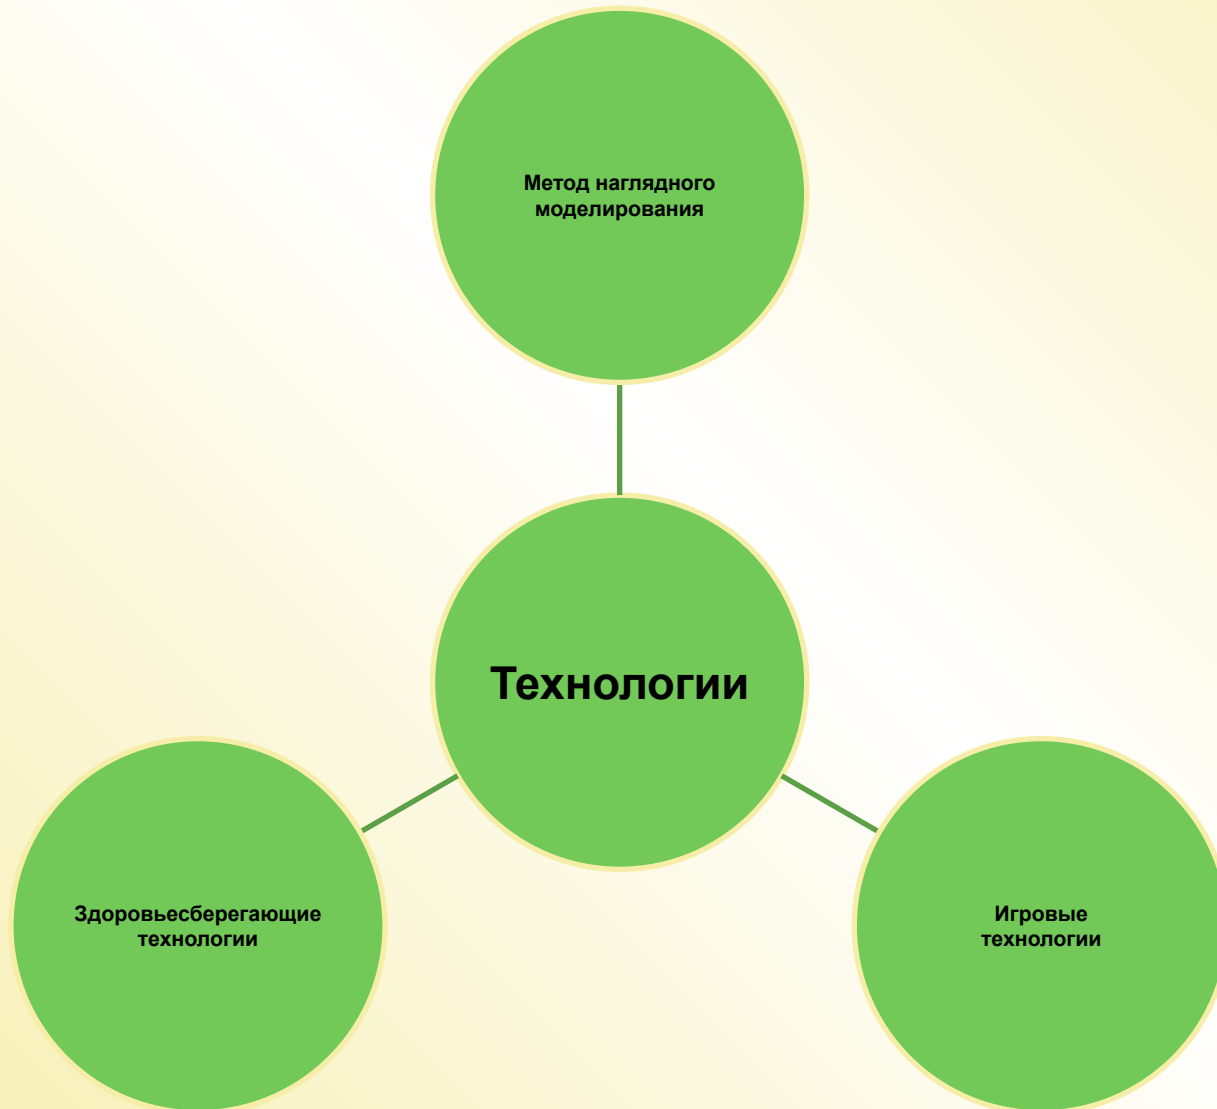 Метод наглядного
моделирования
Технологии
Здоровьесберегающие
технологии
Игровые
технологии